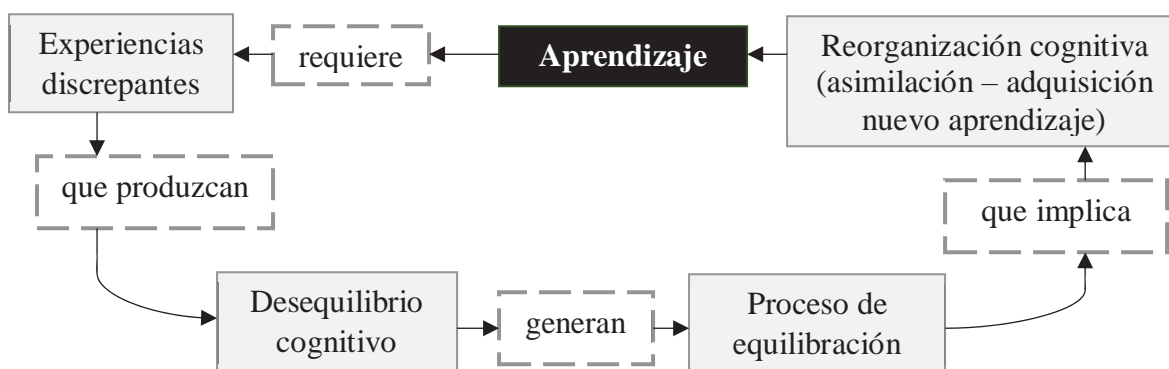 Aprendizaje
requiere
Experiencias
discrepantes
que produzcan
Desequilibrio
cognitivo
generan
Proceso de
equilibración
que implica
Reorganización cognitiva
(asimilación – adquisición
nuevo aprendizaje)